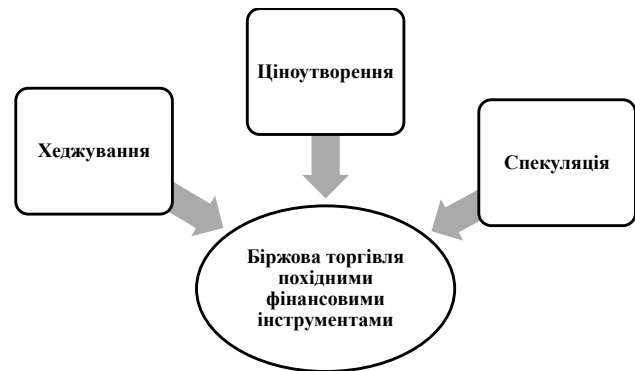 Ціноутворення
Хеджування
Спекуляція
Біржова торгівля
похідними
фінансовими
інструментами